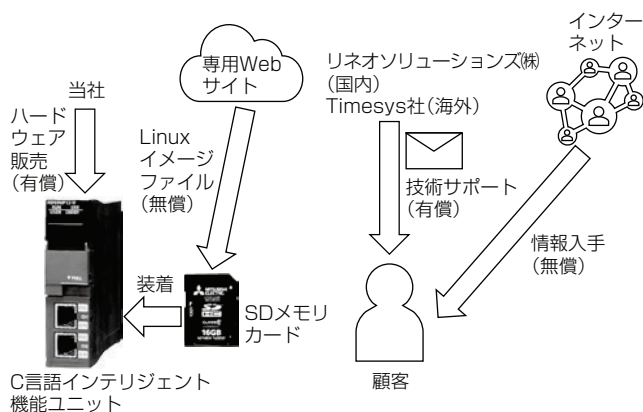 当社
ハード
ウェア
販売
(有償)
専用Web
サイト
Linux
イメージ
ファイル
(無償)
装着
MITSUBISHI
ELECTRIC
16GB
SDメモリ
カード
C言語インテリジェント
機能ユニット
リネオソリューションズ㈱
(国内)
Timesys社(海外)
技術サポート
(有償)
インター
ネット
情報入手
(無償)
顧客